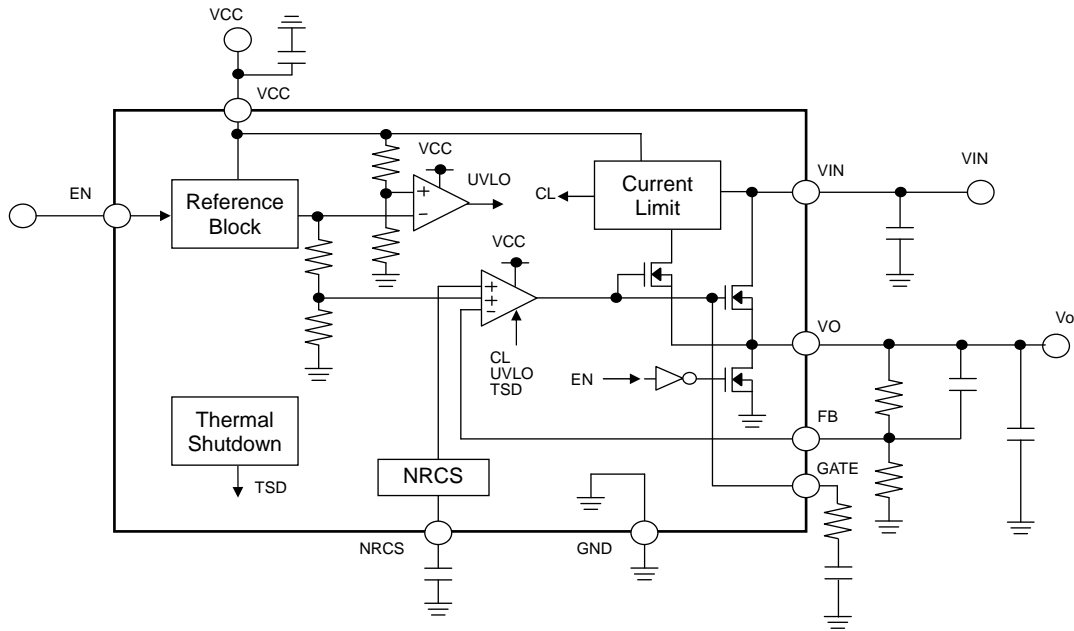 VCC
VCC
VCC
UVLO
EN
Reference
Block
CL
Current
Limit
VIN
VIN
VCC
CL
UVLO
TSD
EN
VO
Vo
FB
GATE
Thermal
Shutdown
TSD
NRCS
NRCS
GND